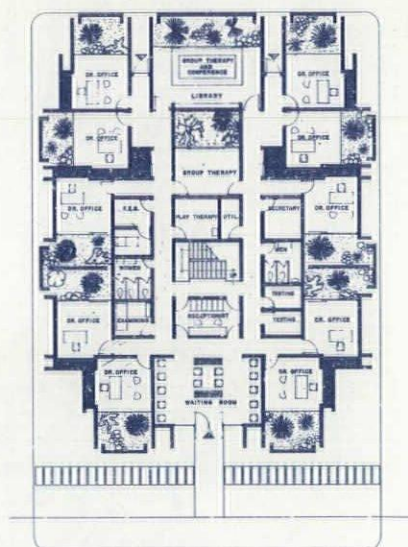 GROUP THERAPY
AND
CONFERENCE
DR. OFFICE
DR. OFFICE
LIBRARY
DR. OFFICE
DR. OFFICE
GROUP THERAPY
DR. OFFICE
SECRETARY
DR. OFFICE
PLAY THERAPY
UTIL.
MEN
WOMEN
TESTING
DR. OFFICE
EXAMINING
RECEPTIONIST
TESTING
DR. OFFICE
DR. OFFICE
DR. OFFICE
WAITING ROOM